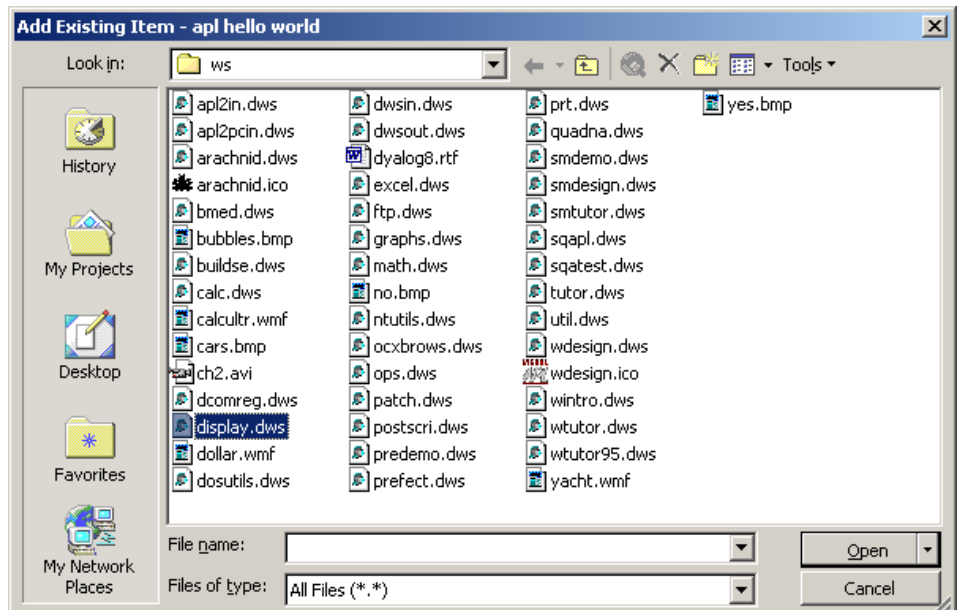 Add Existing Item - apl hello world
Look in:
ws
Tools
History
My Projects
Desktop
Favorites
My Network
Places
apl2in.dws
apl2pcin.dws
arachnid.dws
arachnid.ico
bmed.dws
bubbles.bmp
buildse.dws
calc.dws
calcultr.wmf
cars.bmp
ch2.avi
dcomreg.dws
display.dws
dollar.wmf
dosutils.dws
dwsin.dws
dwsout.dws
dyalog8.rtf
excel.dws
ftp.dws
graphs.dws
math.dws
no.bmp
ntutils.dws
ocxbrows.dws
ops.dws
patch.dws
postscri.dws
predemo.dws
prefect.dws
prt.dws
quadna.dws
smdemo.dws
smdesign.dws
smtutor.dws
sqapl.dws
sqatest.dws
tutor.dws
util.dws
wdesign.dws
wdesign.ico
wintro.dws
wtutor.dws
wtutor95.dws
yacht.wmf
yes.bmp
File name:
Open
Files of type:
All Files (*.*)
Cancel